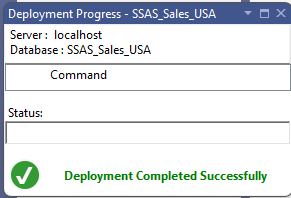 Deployment Progress - SSAS_Sales_USA
Server : localhost
Database : SSAS_Sales_USA
Command
Status:
Deployment Completed Successfully